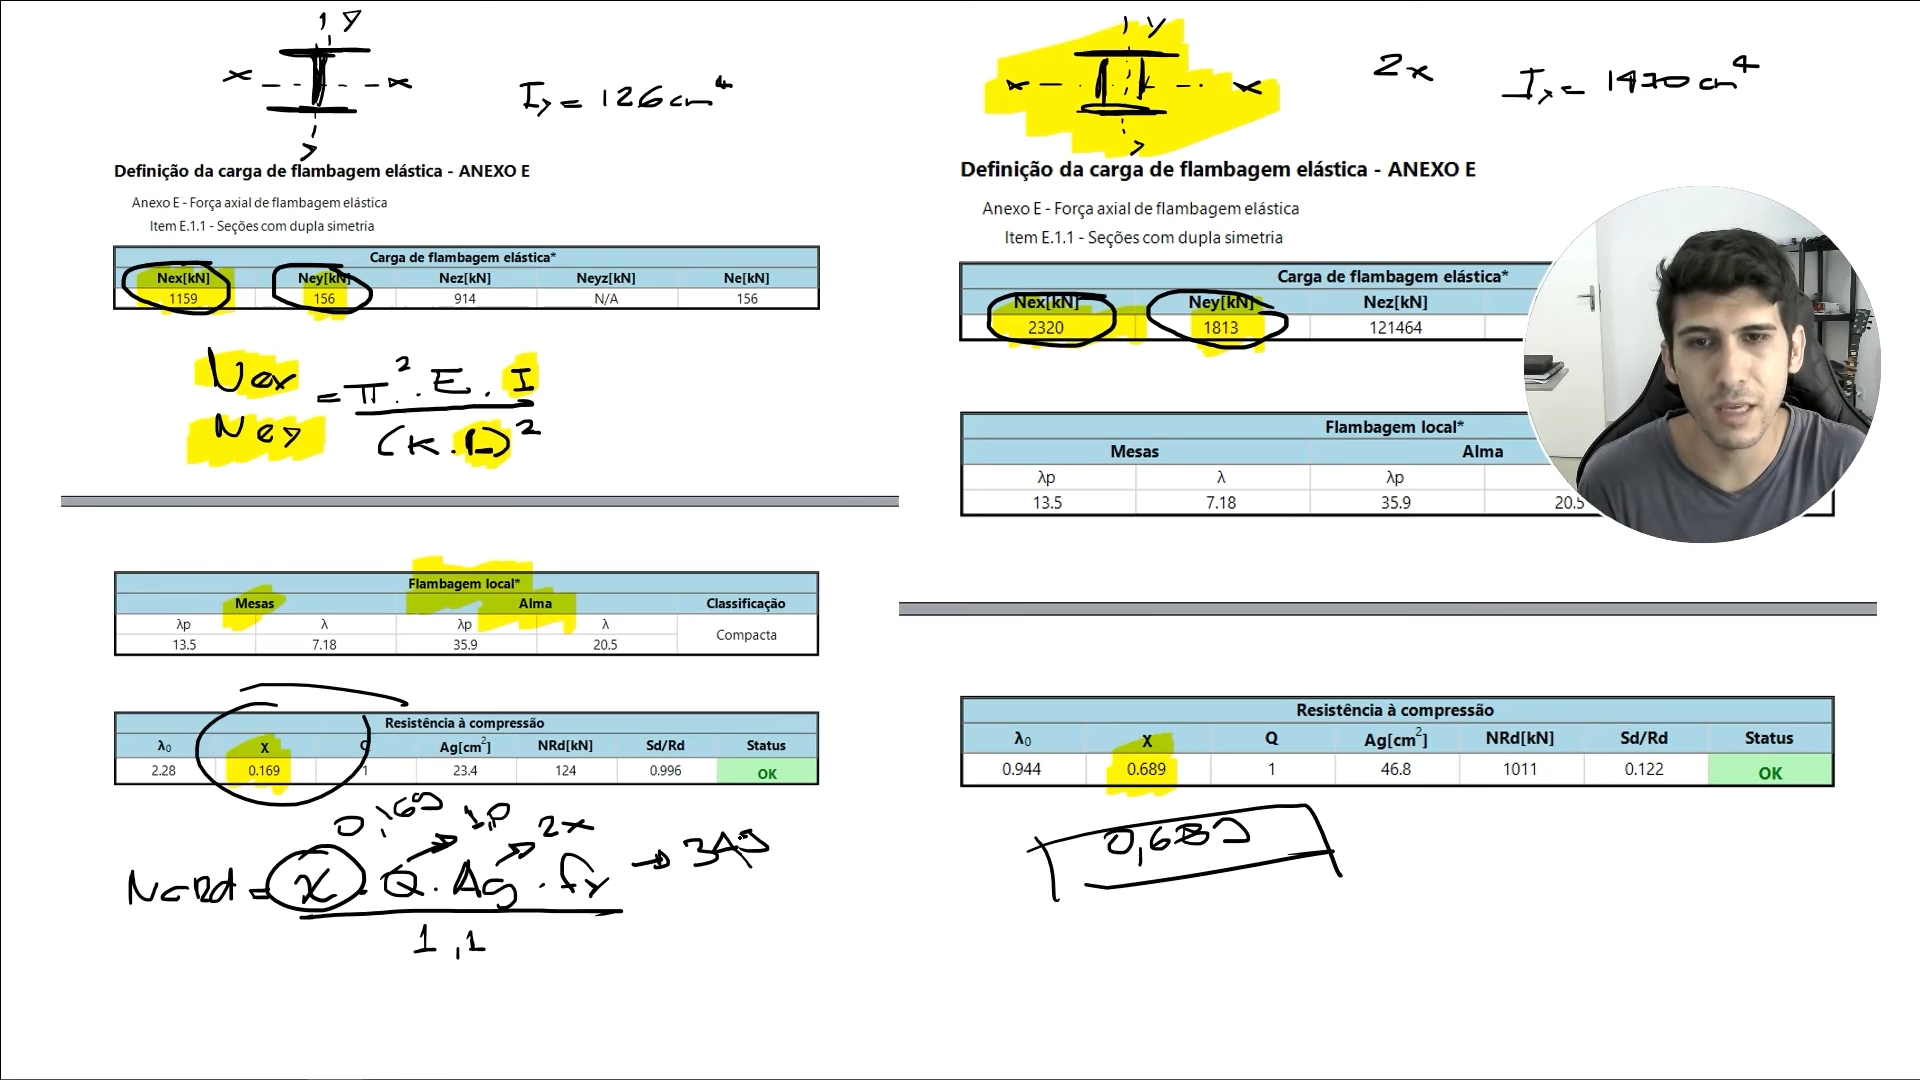 y
x x
y
Iy = 126 cm⁴
Definição da carga de flambagem elástica - ANEXO E
Anexo E - Força axial de flambagem elástica
Item E.1.1 - Seções com dupla simetria
Carga de flambagem elástica*
Nex[kN] Ney[kN] Nez[kN] Neyz[kN] Ne[kN]
1159 156 914 N/A 156
Nex
Ney
= π². E. I
(K.L)²
Flambagem local*
Mesas Alma Classificação
λp λ λp λ Compacta
13.5 7.18 35.9 20.5
Resistência à compressão
λ₀ X Q Ag[cm²] NRd[kN] Sd/Rd Status
2.28 0.169 1 23.4 124 0.996 OK
0,169 1,0 2x
NcRd = X . Q . Ag . fy → 345
1,1
y
x x
y
2x
Iy = 1470 cm⁴
Definição da carga de flambagem elástica - ANEXO E
Anexo E - Força axial de flambagem elástica
Item E.1.1 - Seções com dupla simetria
Carga de flambagem elástica*
Nex[kN] Ney[kN] Nez[kN]
2320 1813 121464
Flambagem local*
Mesas Alma
λp λ λp
13.5 7.18 35.9 20.5
Resistência à compressão
λ₀ X Q Ag[cm²] NRd[kN] Sd/Rd Status
0.944 0.689 1 46.8 1011 0.122 OK
0,689